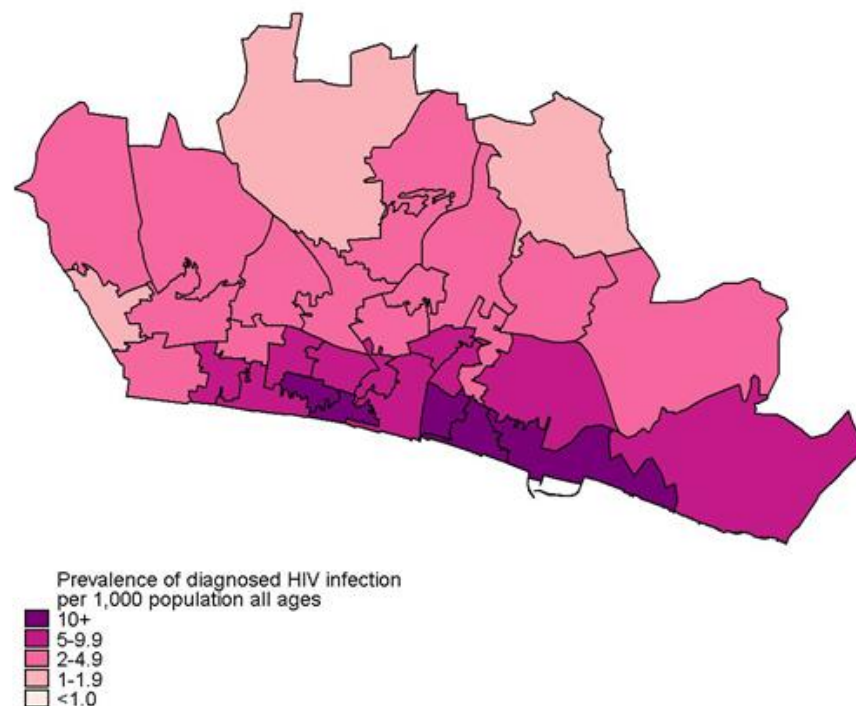 Prevalence of diagnosed HIV infection
per 1,000 population all ages
10+
5-9.9
2-4.9
1-1.9
<1.0